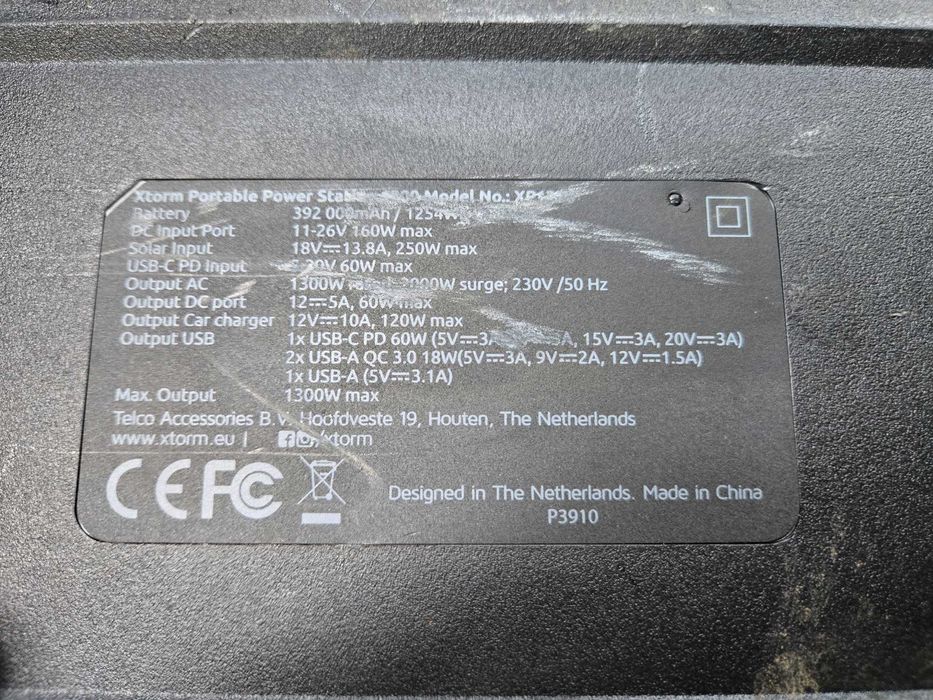 Xtorm Portable Power Model No.:
Battery 392 000mAh /
DC Input Port 11-26V 160W max
Solar Input 18V⎓13.8A, 250W max
USB-C PD Input 60W max
Output AC 1300W surge; 230V /50 Hz
Output DC port 12⎓5A, 60W max
Output Car charger 12V⎓10A, 120W max
Output USB 1x USB-C PD 60W (5V⎓3A 15V⎓3A, 20V⎓3A)
2x USB-A QC 3.0 18W(5V⎓3A, 9V⎓2A, 12V⎓1.5A)
1x USB-A (5V⎓3.1A)
Max. Output 1300W max
Telco Accessories B.V. Hoofdveste 19, Houten, The Netherlands
www.xtorm.eu | /xtorm
CE FC
Designed in The Netherlands. Made in China
P3910